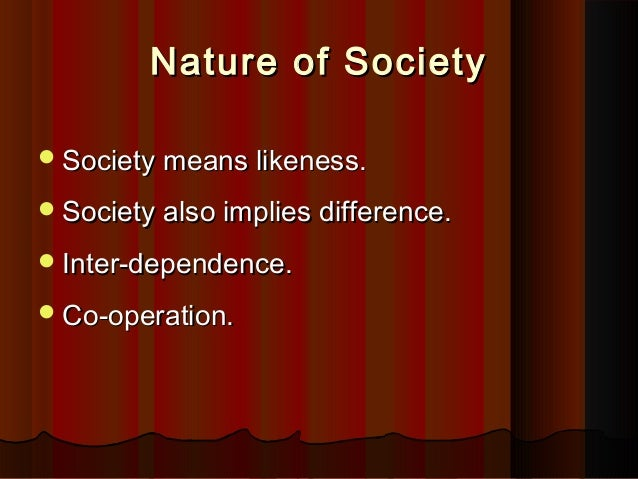 Nature of Society
Society means likeness.
Society also implies difference.
Inter-dependence.
Co-operation.